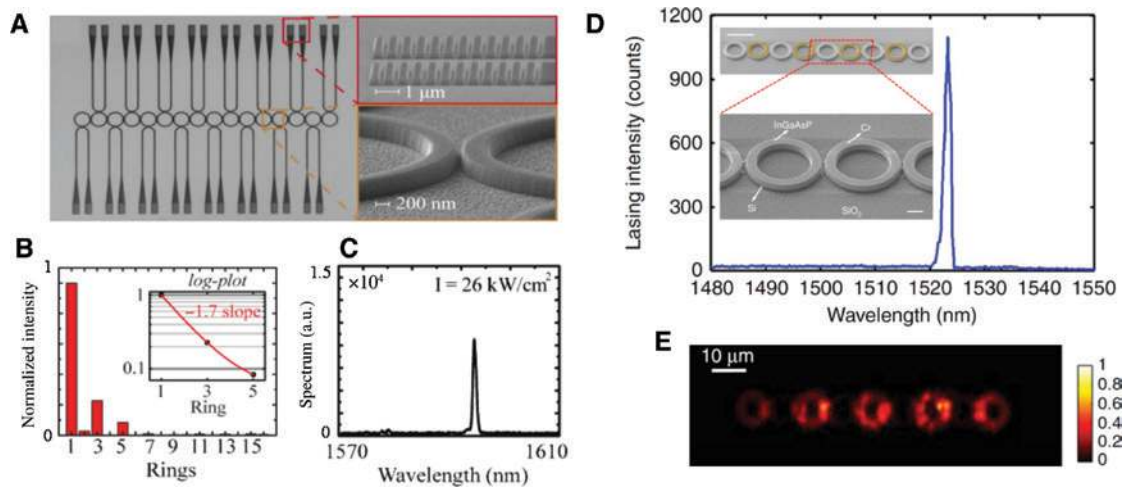 A
1 μm
200 nm
B
Normalized intensity
1
0
log-plot
−1.7 slope
1
0.1
1 3 5
Ring
1 3 5 7 9 11 13 15
Rings
C
Spectrum (a.u.)
1.5
×10⁴
I = 26 kW/cm²
0
1570 1610
Wavelength (nm)
D
Lasing intensity (counts)
1200
900
600
300
0
InGaAsP
Cr
Si
SiO₂
1480 1490 1500 1510 1520 1530 1540 1550
Wavelength (nm)
E
10 μm
1
0.8
0.6
0.4
0.2
0